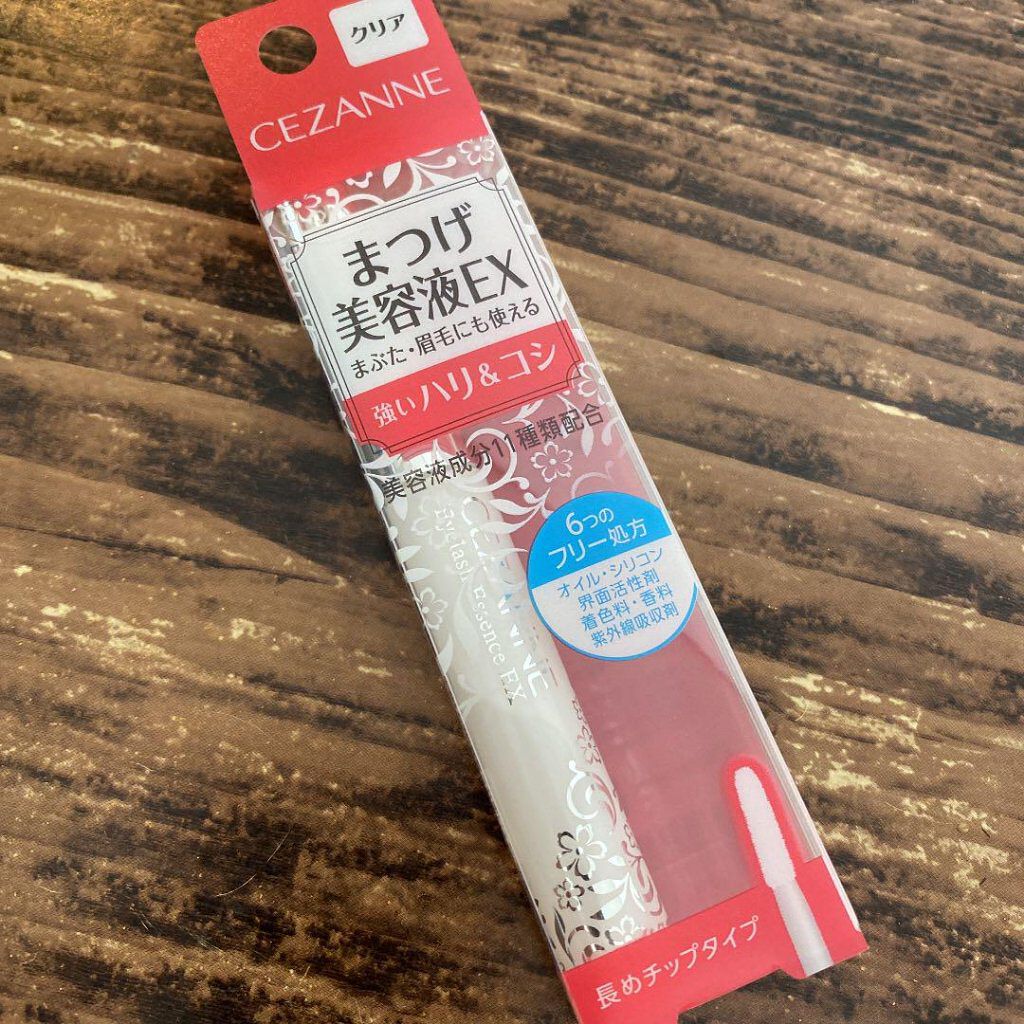 クリア
CEZANNE
まつげ
美容液EX
まぶた・眉毛にも使える
強いハリ&コシ
美容液成分11種類配合
CEZANNE
Eyelash Essence EX
6つの
フリー処方
オイル・シリコン
界面活性剤
着色料・香料
紫外線吸収剤
長めチップタイプ